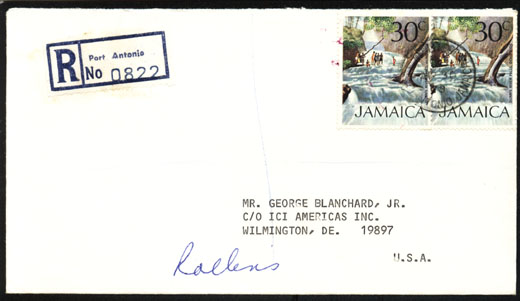 R
Port Antonio
No 0822
30c 30c
JAMAICA JAMAICA
MR. GEORGE BLANCHARD, JR.
C/O ICI AMERICAS INC.
WILMINGTON, DE. 19897
U.S.A.